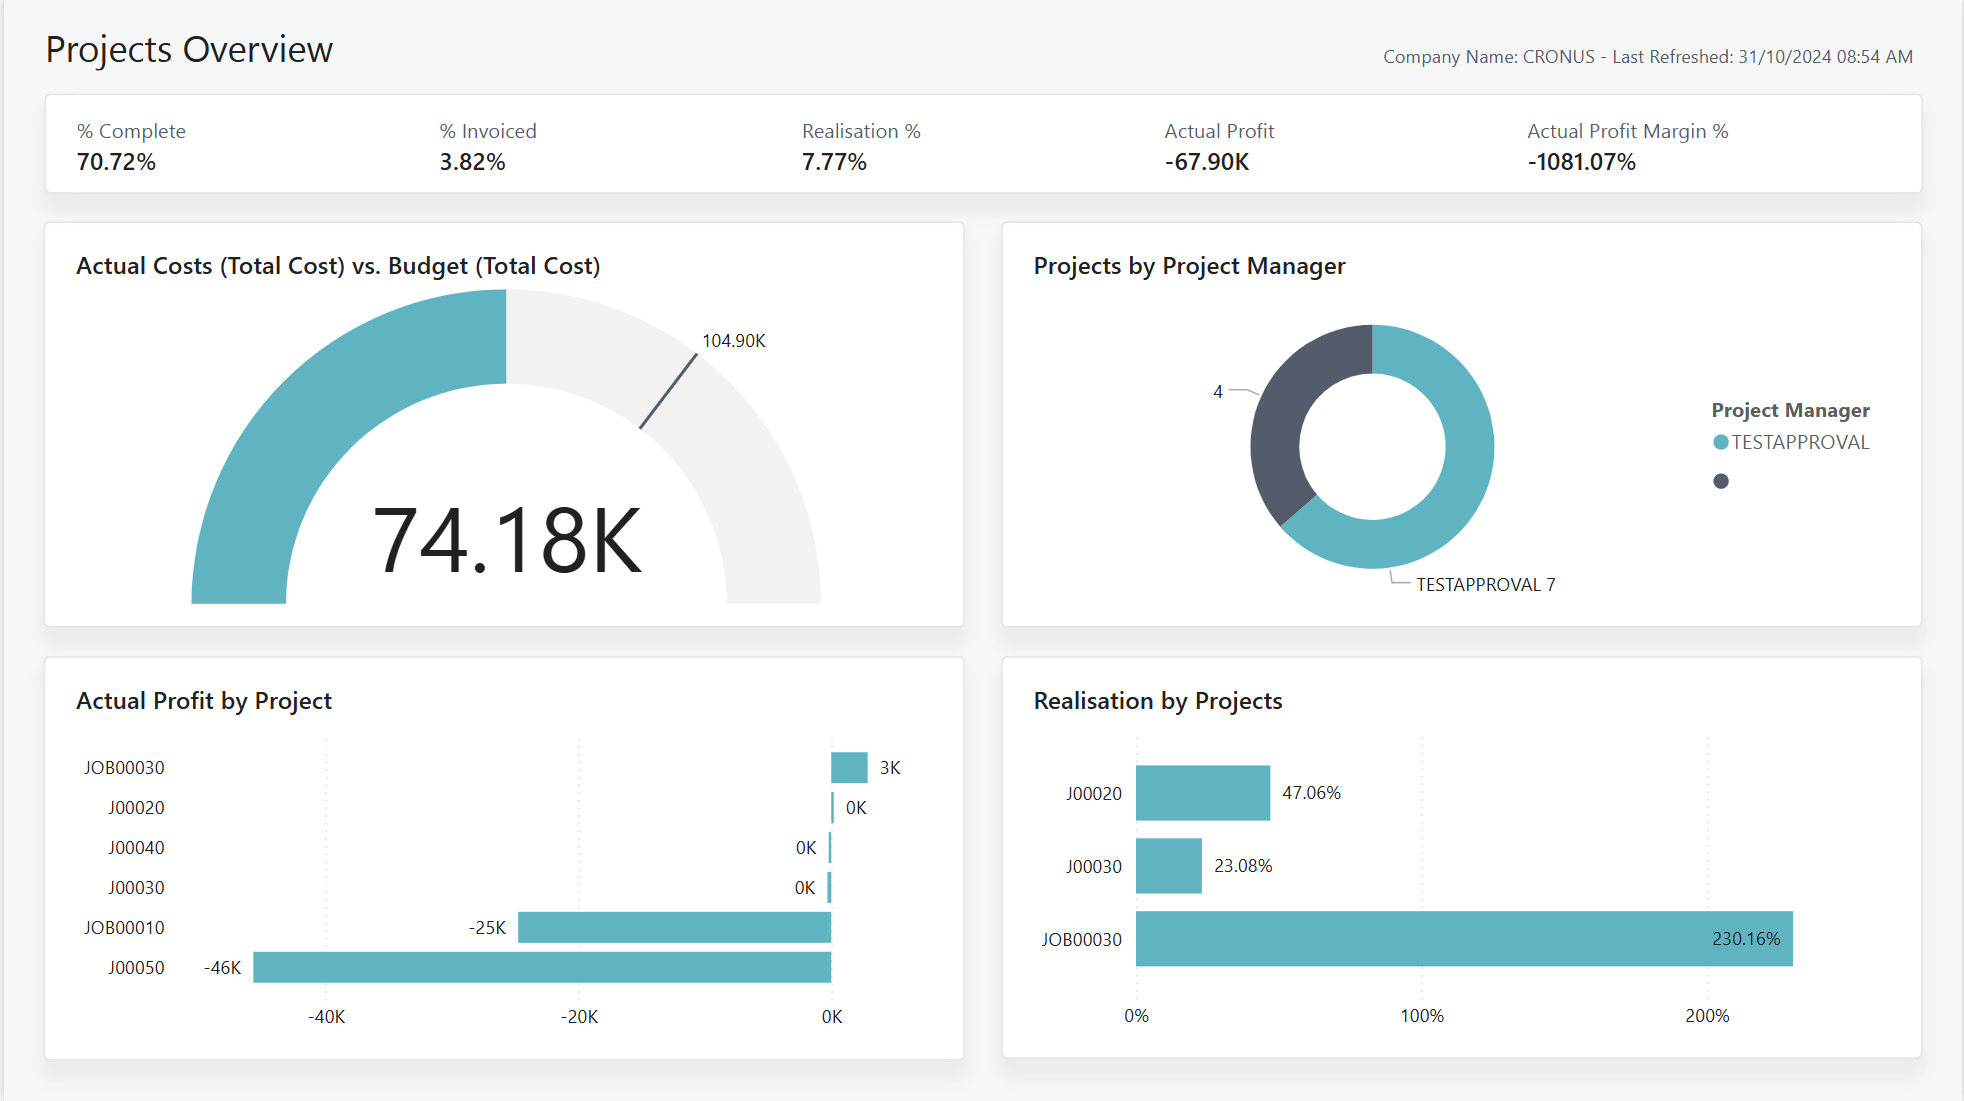 Projects Overview
Company Name: CRONUS - Last Refreshed: 31/10/2024 08:54 AM
% Complete
70.72%
% Invoiced
3.82%
Realisation %
7.77%
Actual Profit
-67.90K
Actual Profit Margin %
-1081.07%
Actual Costs (Total Cost) vs. Budget (Total Cost)
104.90K
74.18K
Projects by Project Manager
4
TESTAPPROVAL 7
Project Manager
TESTAPPROVAL
Actual Profit by Project
JOB00030 3K
J00020 0K
J00040 0K
J00030 0K
JOB00010 -25K
J00050 -46K
-40K -20K 0K
Realisation by Projects
J00020 47.06%
J00030 23.08%
JOB00030 230.16%
0% 100% 200%